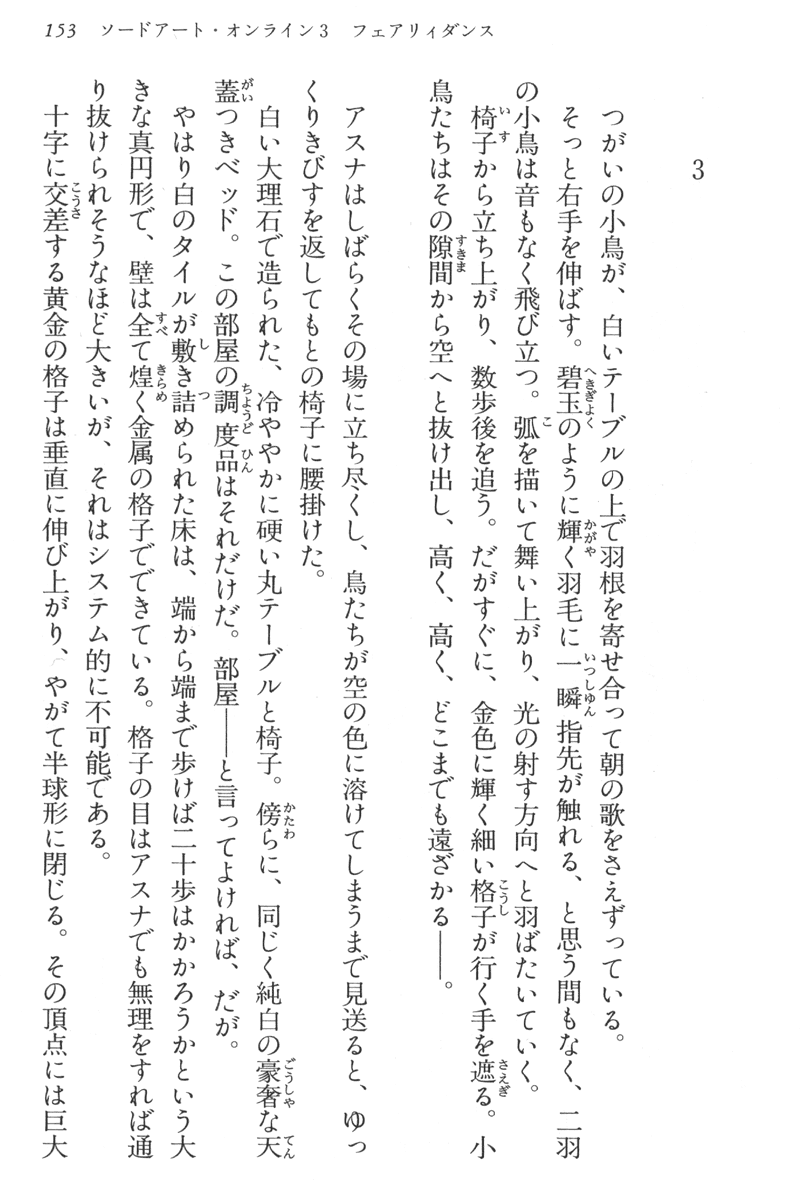 153　ソードアート・オンライン3　フェアリィダンス
3
つがいの小鳥が、白いテーブルの上で羽根を寄せ合って朝の歌をさえずっている。
そっと右手を伸ばす。碧玉のように輝く羽毛に一瞬指先が触れる、と思う間もなく、二羽
の小鳥は音もなく飛び立つ。弧を描いて舞い上がり、光の射す方向へと羽ばたいていく。
椅子から立ち上がり、数歩後を追う。だがすぐに、金色に輝く細い格子が行く手を遮る。小
鳥たちはその隙間から空へと抜け出し、高く、高く、どこまでも遠ざかる――。
アスナはしばらくその場に立ち尽くし、鳥たちが空の色に溶けてしまうまで見送ると、ゆっ
くりきびすを返してもとの椅子に腰掛けた。
白い大理石で造られた、冷ややかに硬い丸テーブルと椅子。傍らに、同じく純白の豪奢な天
蓋つきベッド。この部屋の調度品はそれだけだ。部屋――と言ってよければ、だが。
やはり白のタイルが敷き詰められた床は、端から端まで歩けば二十歩はかかろうかという大
きな真円形で、壁は全て煌く金属の格子でできている。格子の目はアスナでも無理をすれば通
り抜けられそうなほど大きいが、それはシステム的に不可能である。
十字に交差する黄金の格子は垂直に伸び上がり、やがて半球形に閉じる。その頂点には巨大